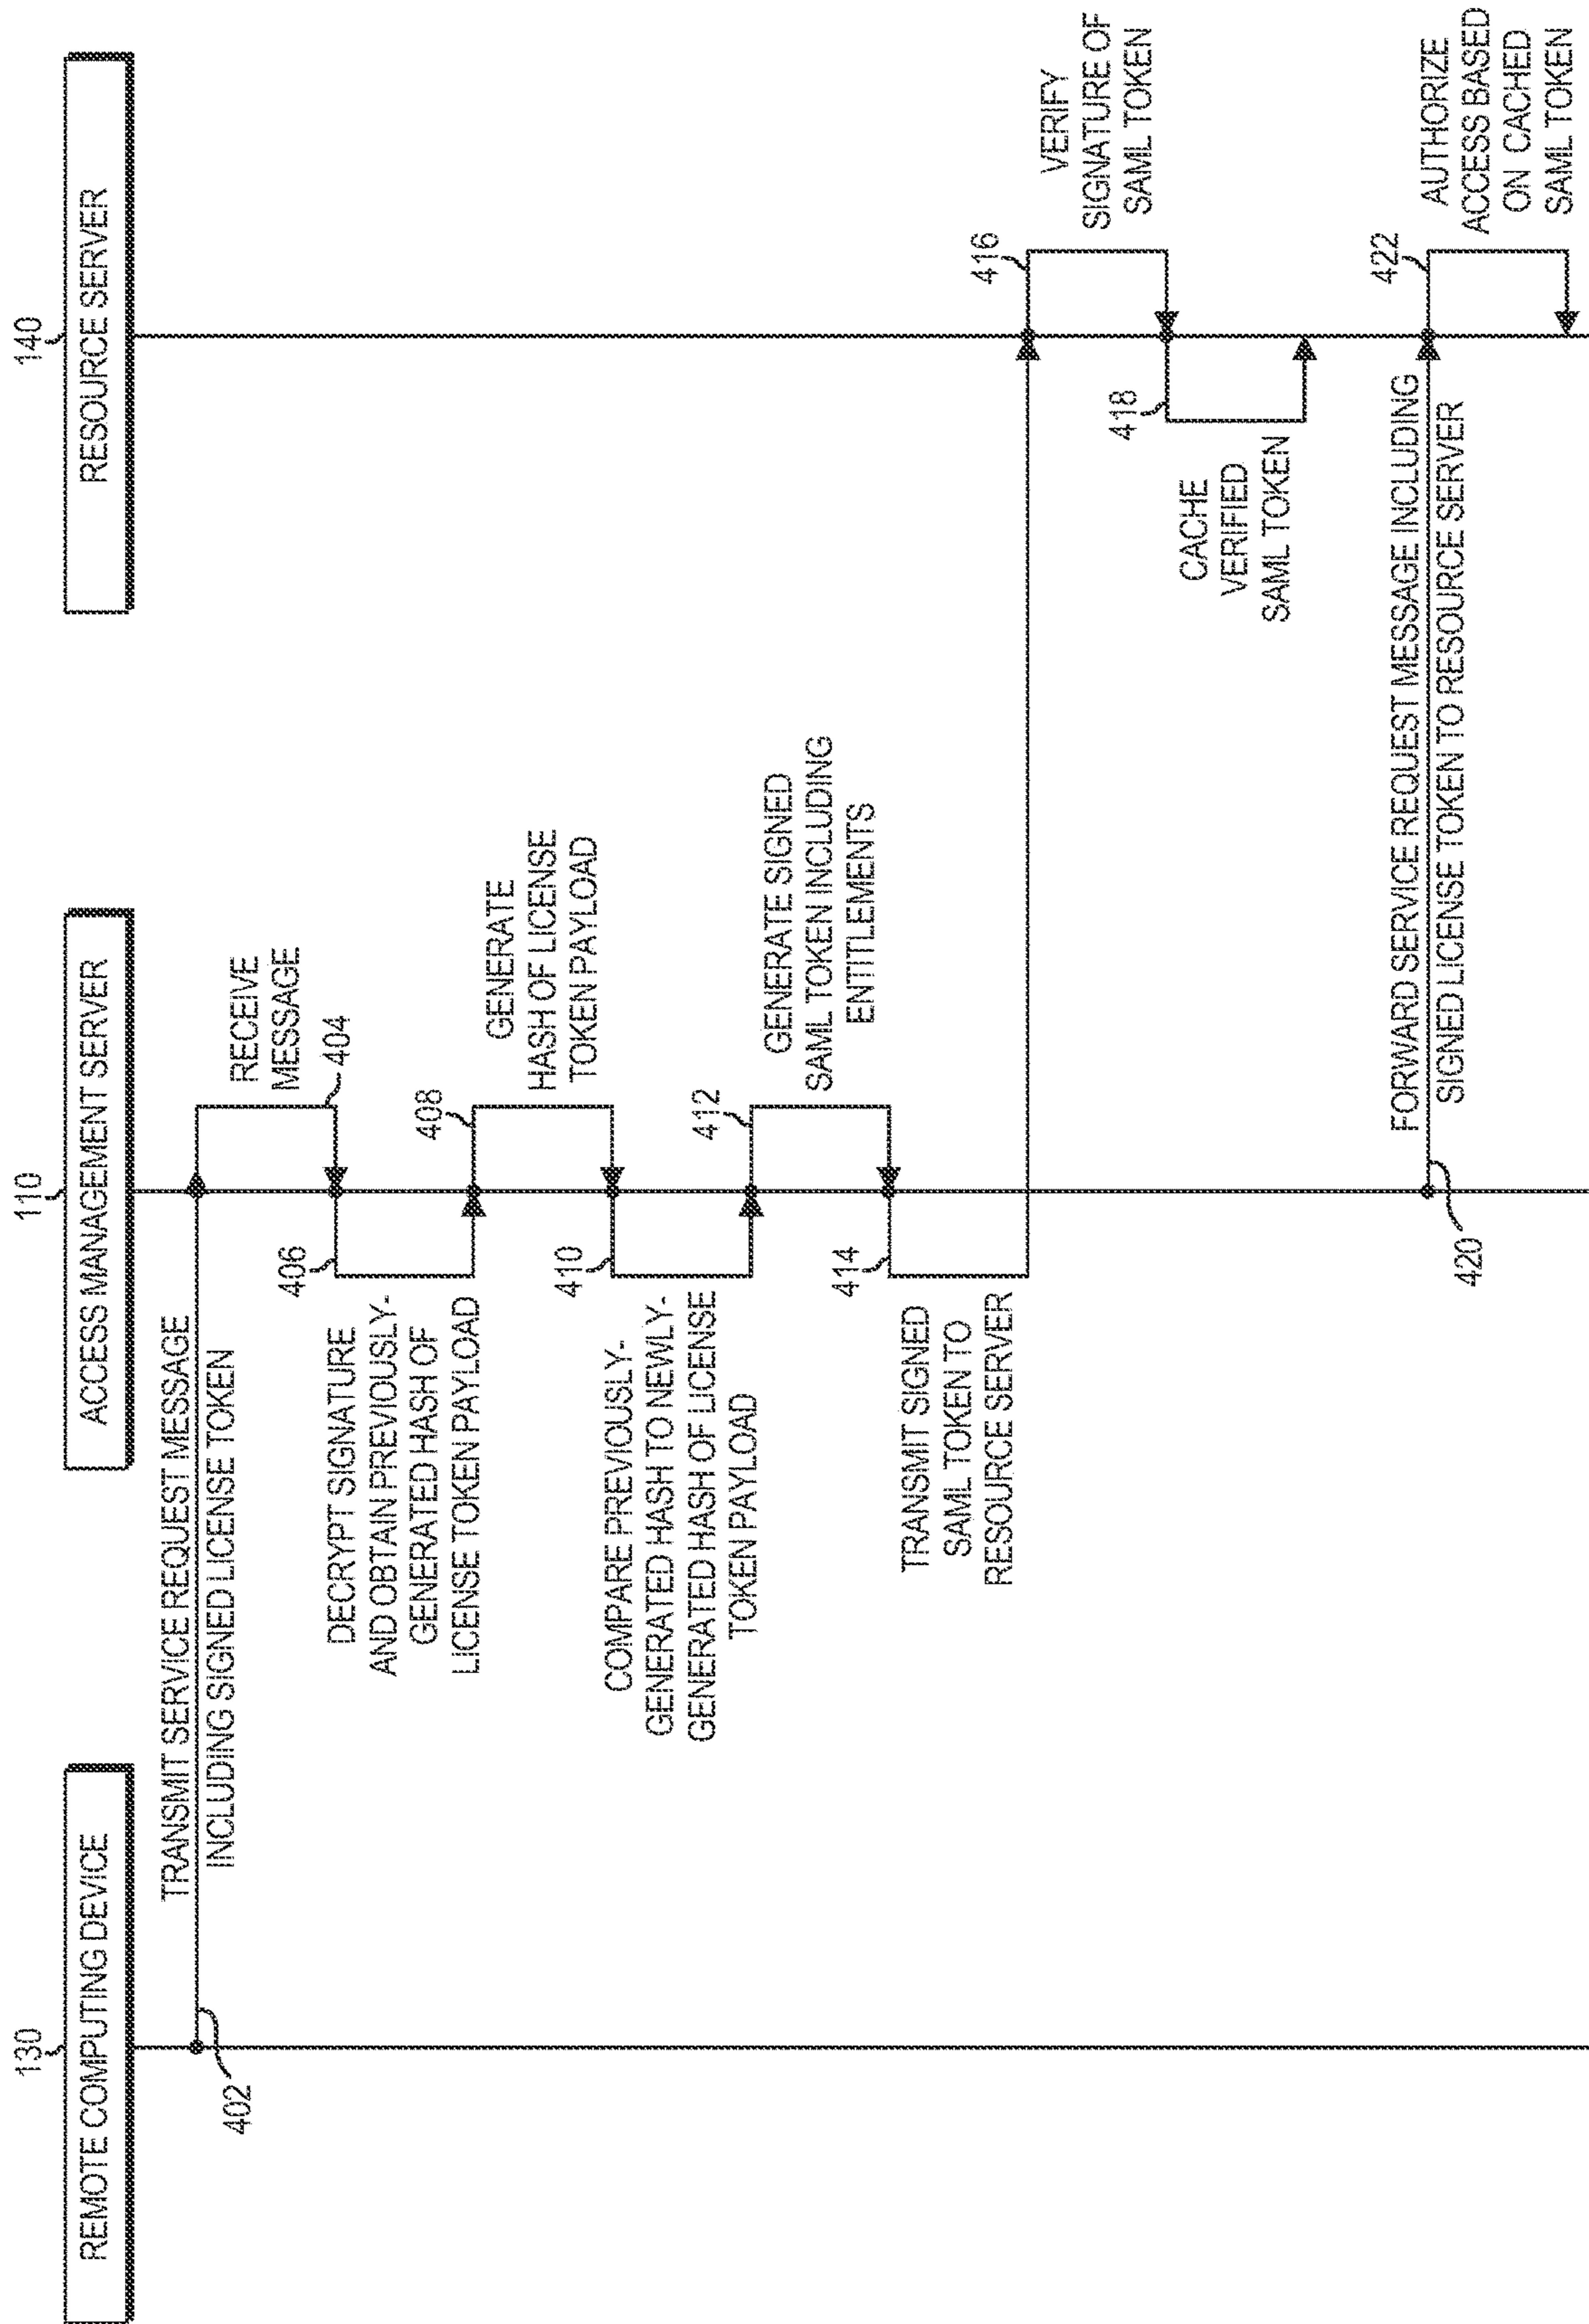 130
REMOTE COMPUTING DEVICE
110
ACCESS MANAGEMENT SERVER
140
RESOURCE SERVER
TRANSMIT SERVICE REQUEST MESSAGE
INCLUDING SIGNED LICENSE TOKEN
402
RECEIVE
MESSAGE
404
406
DECRYPT SIGNATURE
AND OBTAIN PREVIOUSLY-
GENERATED HASH OF
LICENSE TOKEN PAYLOAD
408
GENERATE
HASH OF LICENSE
TOKEN PAYLOAD
410
COMPARE PREVIOUSLY-
GENERATED HASH TO NEWLY-
GENERATED HASH OF LICENSE
TOKEN PAYLOAD
412
GENERATE SIGNED
SAML TOKEN INCLUDING
ENTITLEMENTS
414
TRANSMIT SIGNED
SAML TOKEN TO
RESOURCE SERVER
416
VERIFY
SIGNATURE OF
SAML TOKEN
418
CACHE
VERIFIED
SAML TOKEN
FORWARD SERVICE REQUEST MESSAGE INCLUDING
SIGNED LICENSE TOKEN TO RESOURCE SERVER
420
422
AUTHORIZE
ACCESS BASED
ON CACHED
SAML TOKEN